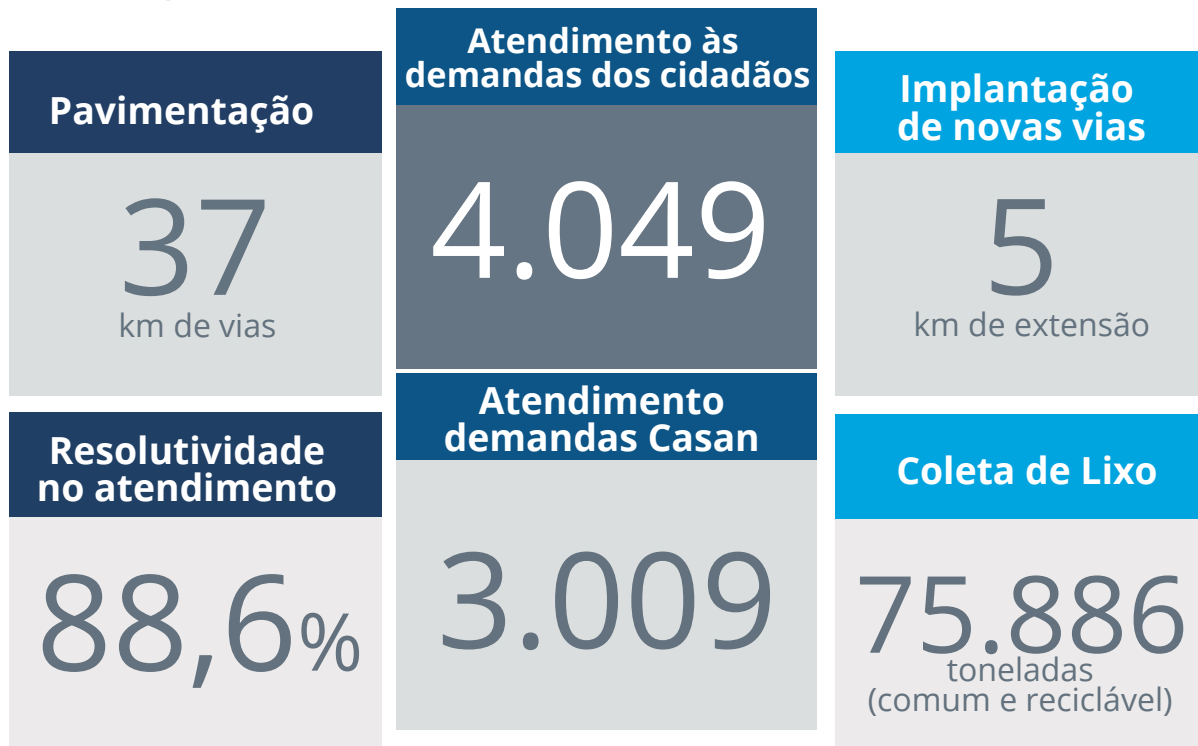 Pavimentação
37
km de vias
Atendimento às
demandas dos cidadãos
4.049
Implantação
de novas vias
5
km de extensão
Resolutividade
no atendimento
88,6%
Atendimento
demandas Casan
3.009
Coleta de Lixo
75.886
toneladas
(comum e reciclável)